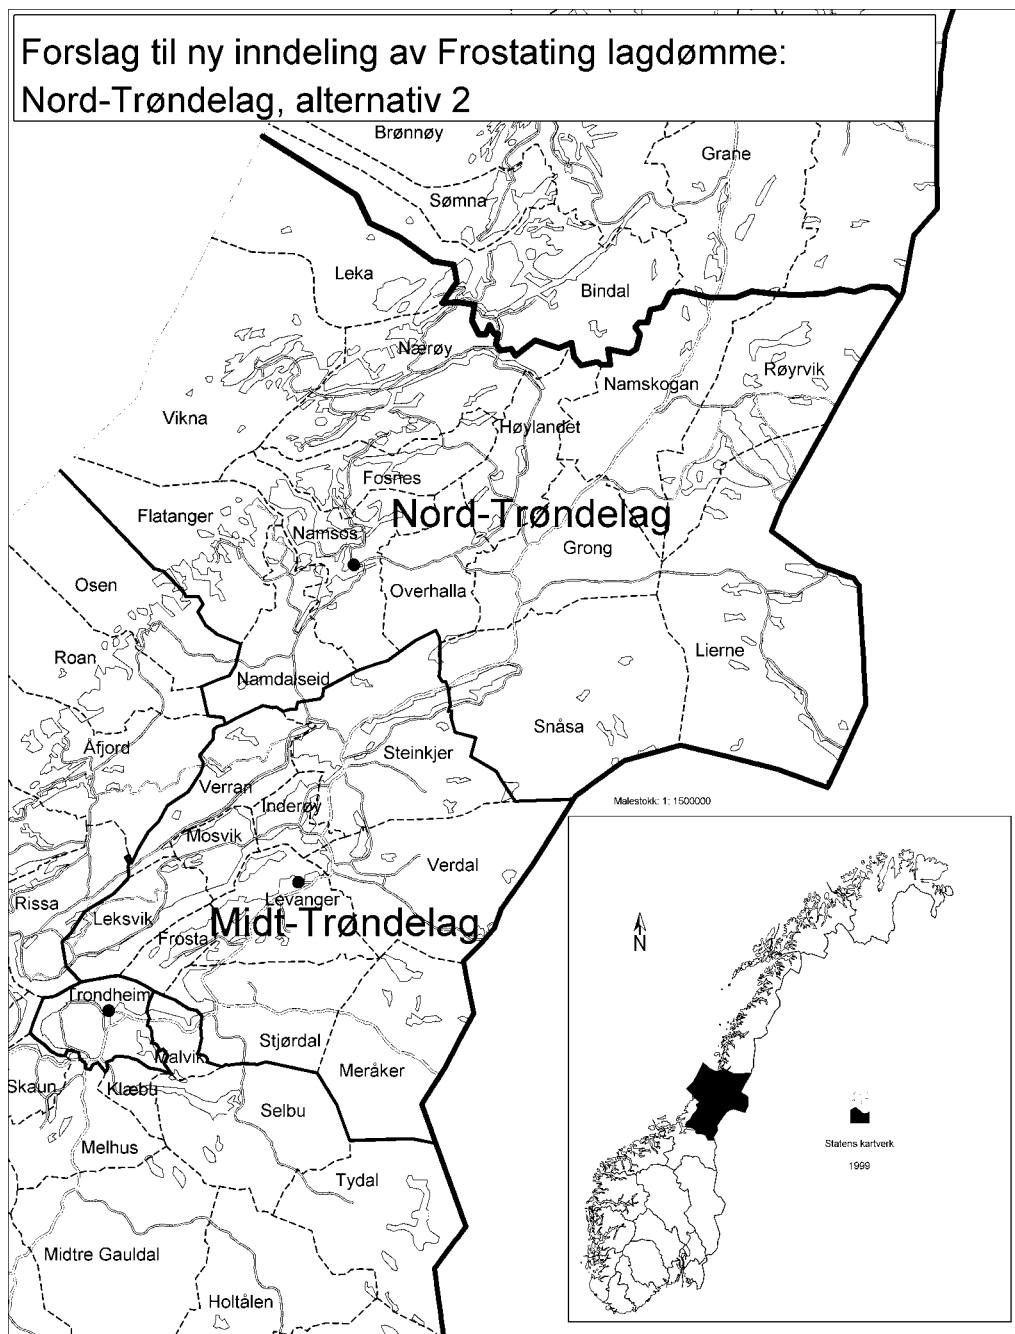 Forslag til ny inndeling av Frostating lagdømme:
Nord-Trøndelag, alternativ 2
Brønnøy
Grane
Sømna
Leka
Bindal
Nærøy
Røyrvik
Namskogan
Vikna
Høylandet
Fosnes
Flatanger
Nord-Trøndelag
Namsos
Grong
Osen
Overhalla
Roan
Lierne
Namdalseid
Snåsa
Åfjord
Steinkjer
Verran
Inderøy
Målestokk: 1: 1500000
Mosvik
Verdal
Rissa
Leksvik
Levanger
Midt-Trøndelag
Frosta
N
Trondheim
Stjørdal
Malvik
Meråker
Skaun
Klæbu
Selbu
Melhus
Statens kartverk
1999
Tydal
Midtre Gauldal
Holtålen